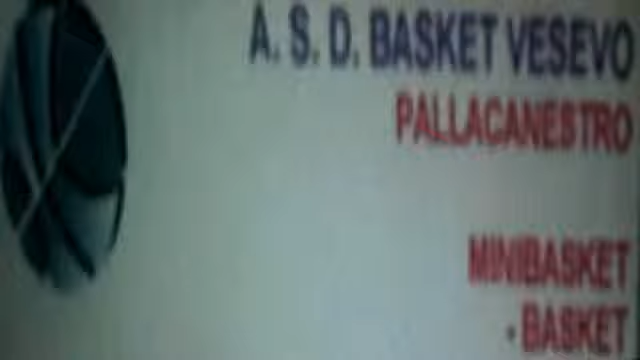 A. S. D. BASKET VESEVO
PALLACANESTRO
MINIBASKET
- BASKET